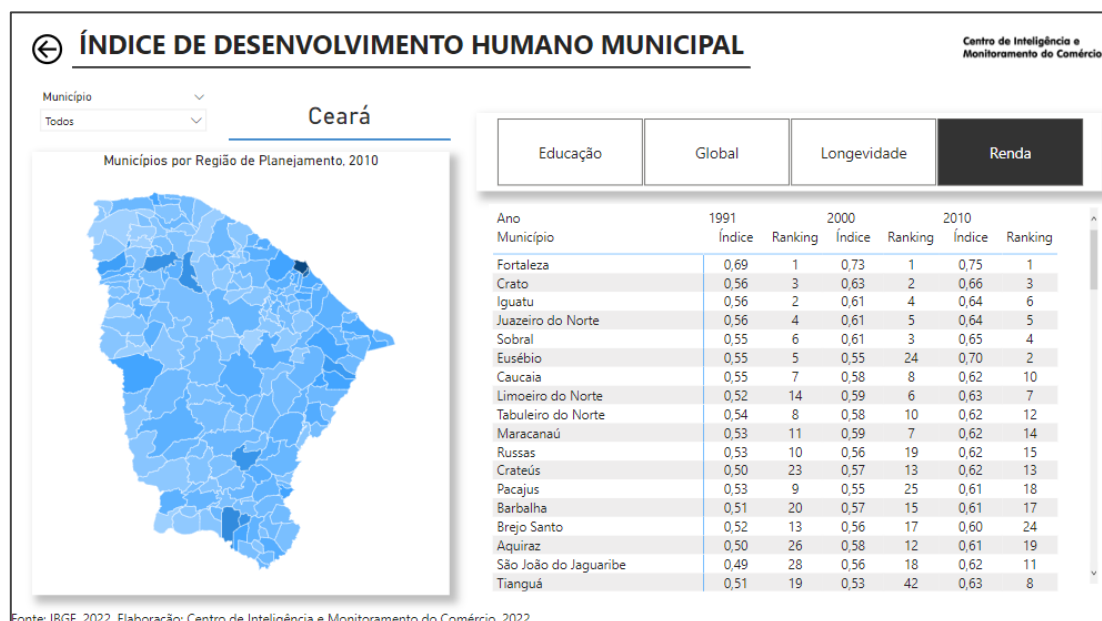 ÍNDICE DE DESENVOLVIMENTO HUMANO MUNICIPAL
Centro de Inteligência e
Monitoramento do Comércio
Município
Todos
Ceará
Municípios por Região de Planejamento, 2010
Educação Global Longevidade Renda
Ano 1991 2000 2010
Município Índice Ranking Índice Ranking Índice Ranking
Fortaleza 0,69 1 0,73 1 0,75 1
Crato 0,56 3 0,63 2 0,66 3
Iguatu 0,56 2 0,61 4 0,64 6
Juazeiro do Norte 0,56 4 0,61 5 0,64 5
Sobral 0,55 6 0,61 3 0,65 4
Eusébio 0,55 5 0,55 24 0,70 2
Caucaia 0,55 7 0,58 8 0,62 10
Limoeiro do Norte 0,52 14 0,59 6 0,63 7
Tabuleiro do Norte 0,54 8 0,58 10 0,62 12
Maracanaú 0,53 11 0,59 7 0,62 14
Russas 0,53 10 0,56 19 0,62 15
Crateús 0,50 23 0,57 13 0,62 13
Pacajus 0,53 9 0,55 25 0,61 18
Barbalha 0,51 20 0,57 15 0,61 17
Brejo Santo 0,52 13 0,56 17 0,60 24
Aquiraz 0,50 26 0,58 12 0,61 19
São João do Jaguaribe 0,49 28 0,56 18 0,62 11
Tianguá 0,51 19 0,53 42 0,63 8
Fonte: IBGE, 2022. Elaboração: Centro de Inteligência e Monitoramento do Comércio, 2022